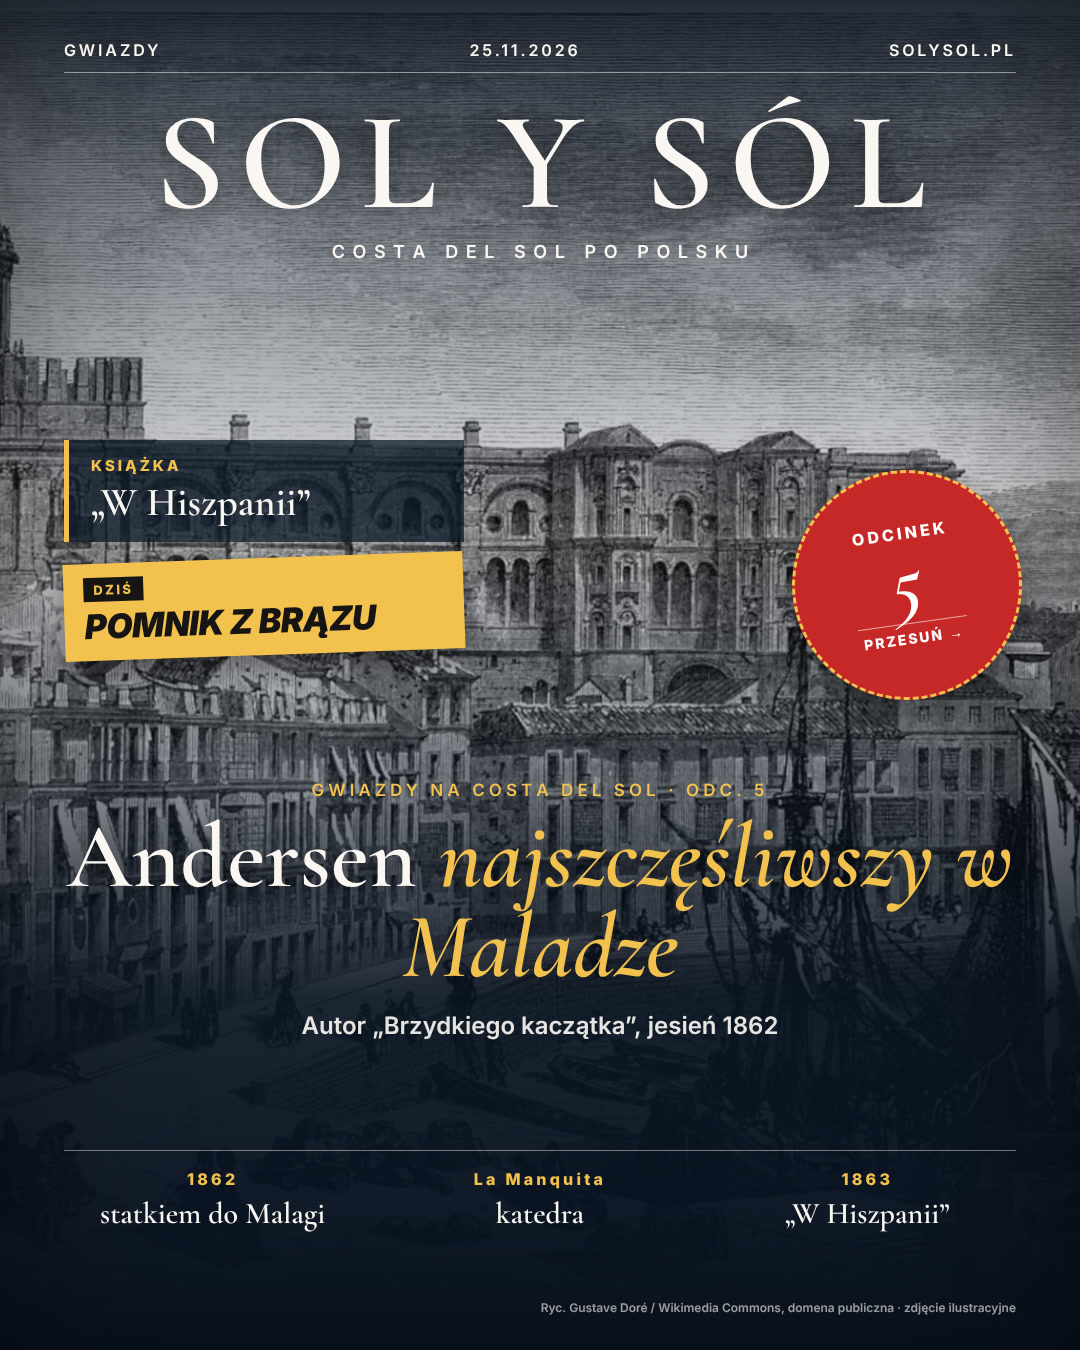 GWIAZDY
25.11.2026
SOLYSOL.PL
SOL Y SÓL
COSTA DEL SOL PO POLSKU
KSIĄŻKA
„W Hiszpanii”
DZIŚ
POMNIK Z BRĄZU
ODCINEK
5
PRZESUŃ →
GWIAZDY NA COSTA DEL SOL · ODC. 5
Andersen najszczęśliwszy w
Maladze
Autor „Brzydkiego kaczątka”, jesień 1862
1862
statkiem do Malagi
La Manquita
katedra
1863
„W Hiszpanii”
Ryc. Gustave Doré / Wikimedia Commons, domena publiczna · zdjęcie ilustracyjne